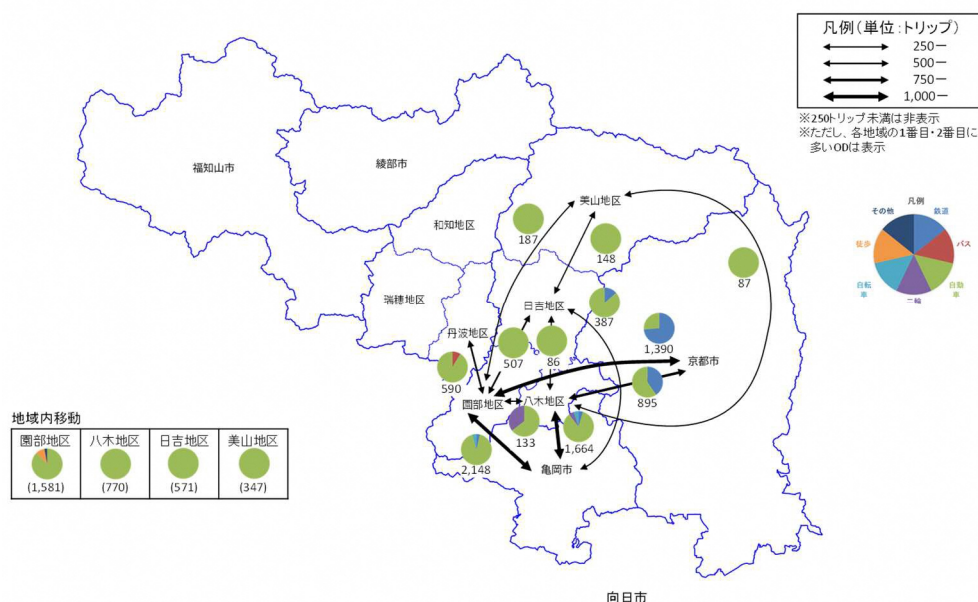 凡例(単位:トリップ)
250ー
500ー
750ー
1,000ー
※250トリップ未満は非表示
※ただし、各地域の1番目・2番目に
多いODは表示
福知山市
綾部市
美山地区
和知地区
187
148
87
凡例
その他
鉄道
徒歩
バス
自転
車
二輪
自動
車
瑞穂地区
日吉地区
387
丹波地区
1,390
京都市
507
86
590
895
園部地区
八木地区
133
1,664
2,148
亀岡市
地域内移動
園部地区
八木地区
日吉地区
美山地区
(1,581)
(770)
(571)
(347)
向日市